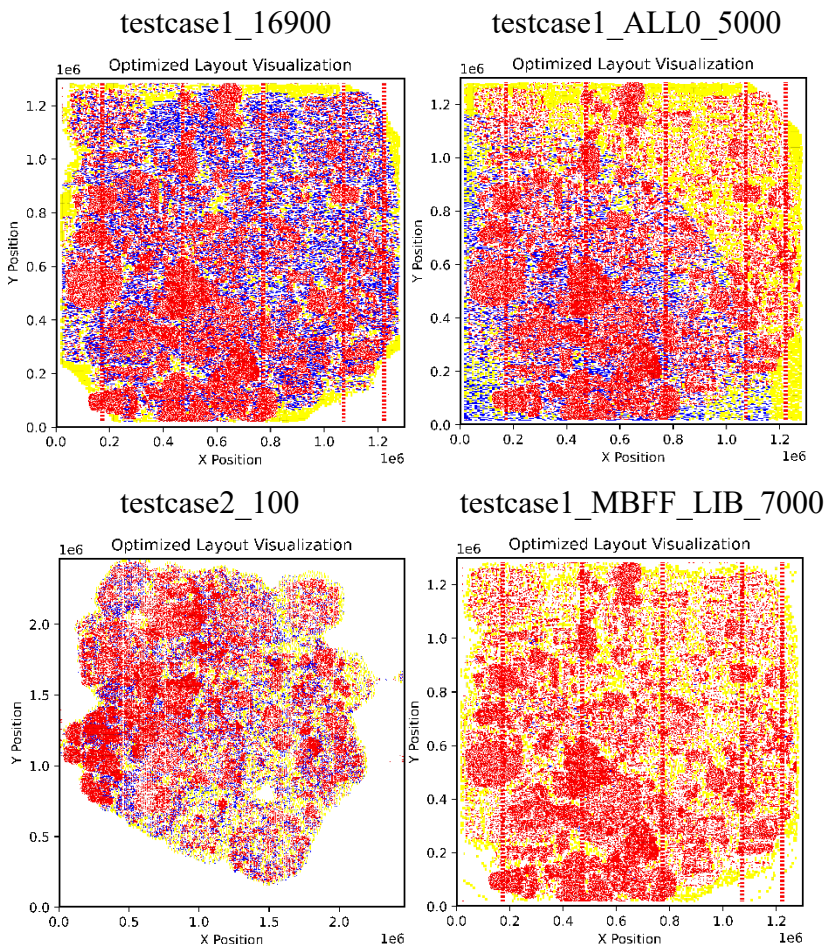 testcase1_16900
testcase1_ALL0_5000
Optimized Layout Visualization
1e6
1.2
1.0
0.8
0.6
0.4
0.2
0.0
Y Position
0.0 0.2 0.4 0.6 0.8 1.0 1.2
1e6
X Position
Optimized Layout Visualization
1e6
1.2
1.0
0.8
0.6
0.4
0.2
0.0
Y Position
0.0 0.2 0.4 0.6 0.8 1.0 1.2
1e6
X Position
testcase2_100
testcase1_MBFF_LIB_7000
Optimized Layout Visualization
1e6
2.0
1.5
1.0
0.5
0.0
Y Position
0.0 0.5 1.0 1.5 2.0
1e6
X Position
Optimized Layout Visualization
1e6
1.2
1.0
0.8
0.6
0.4
0.2
0.0
Y Position
0.0 0.2 0.4 0.6 0.8 1.0 1.2
1e6
X Position